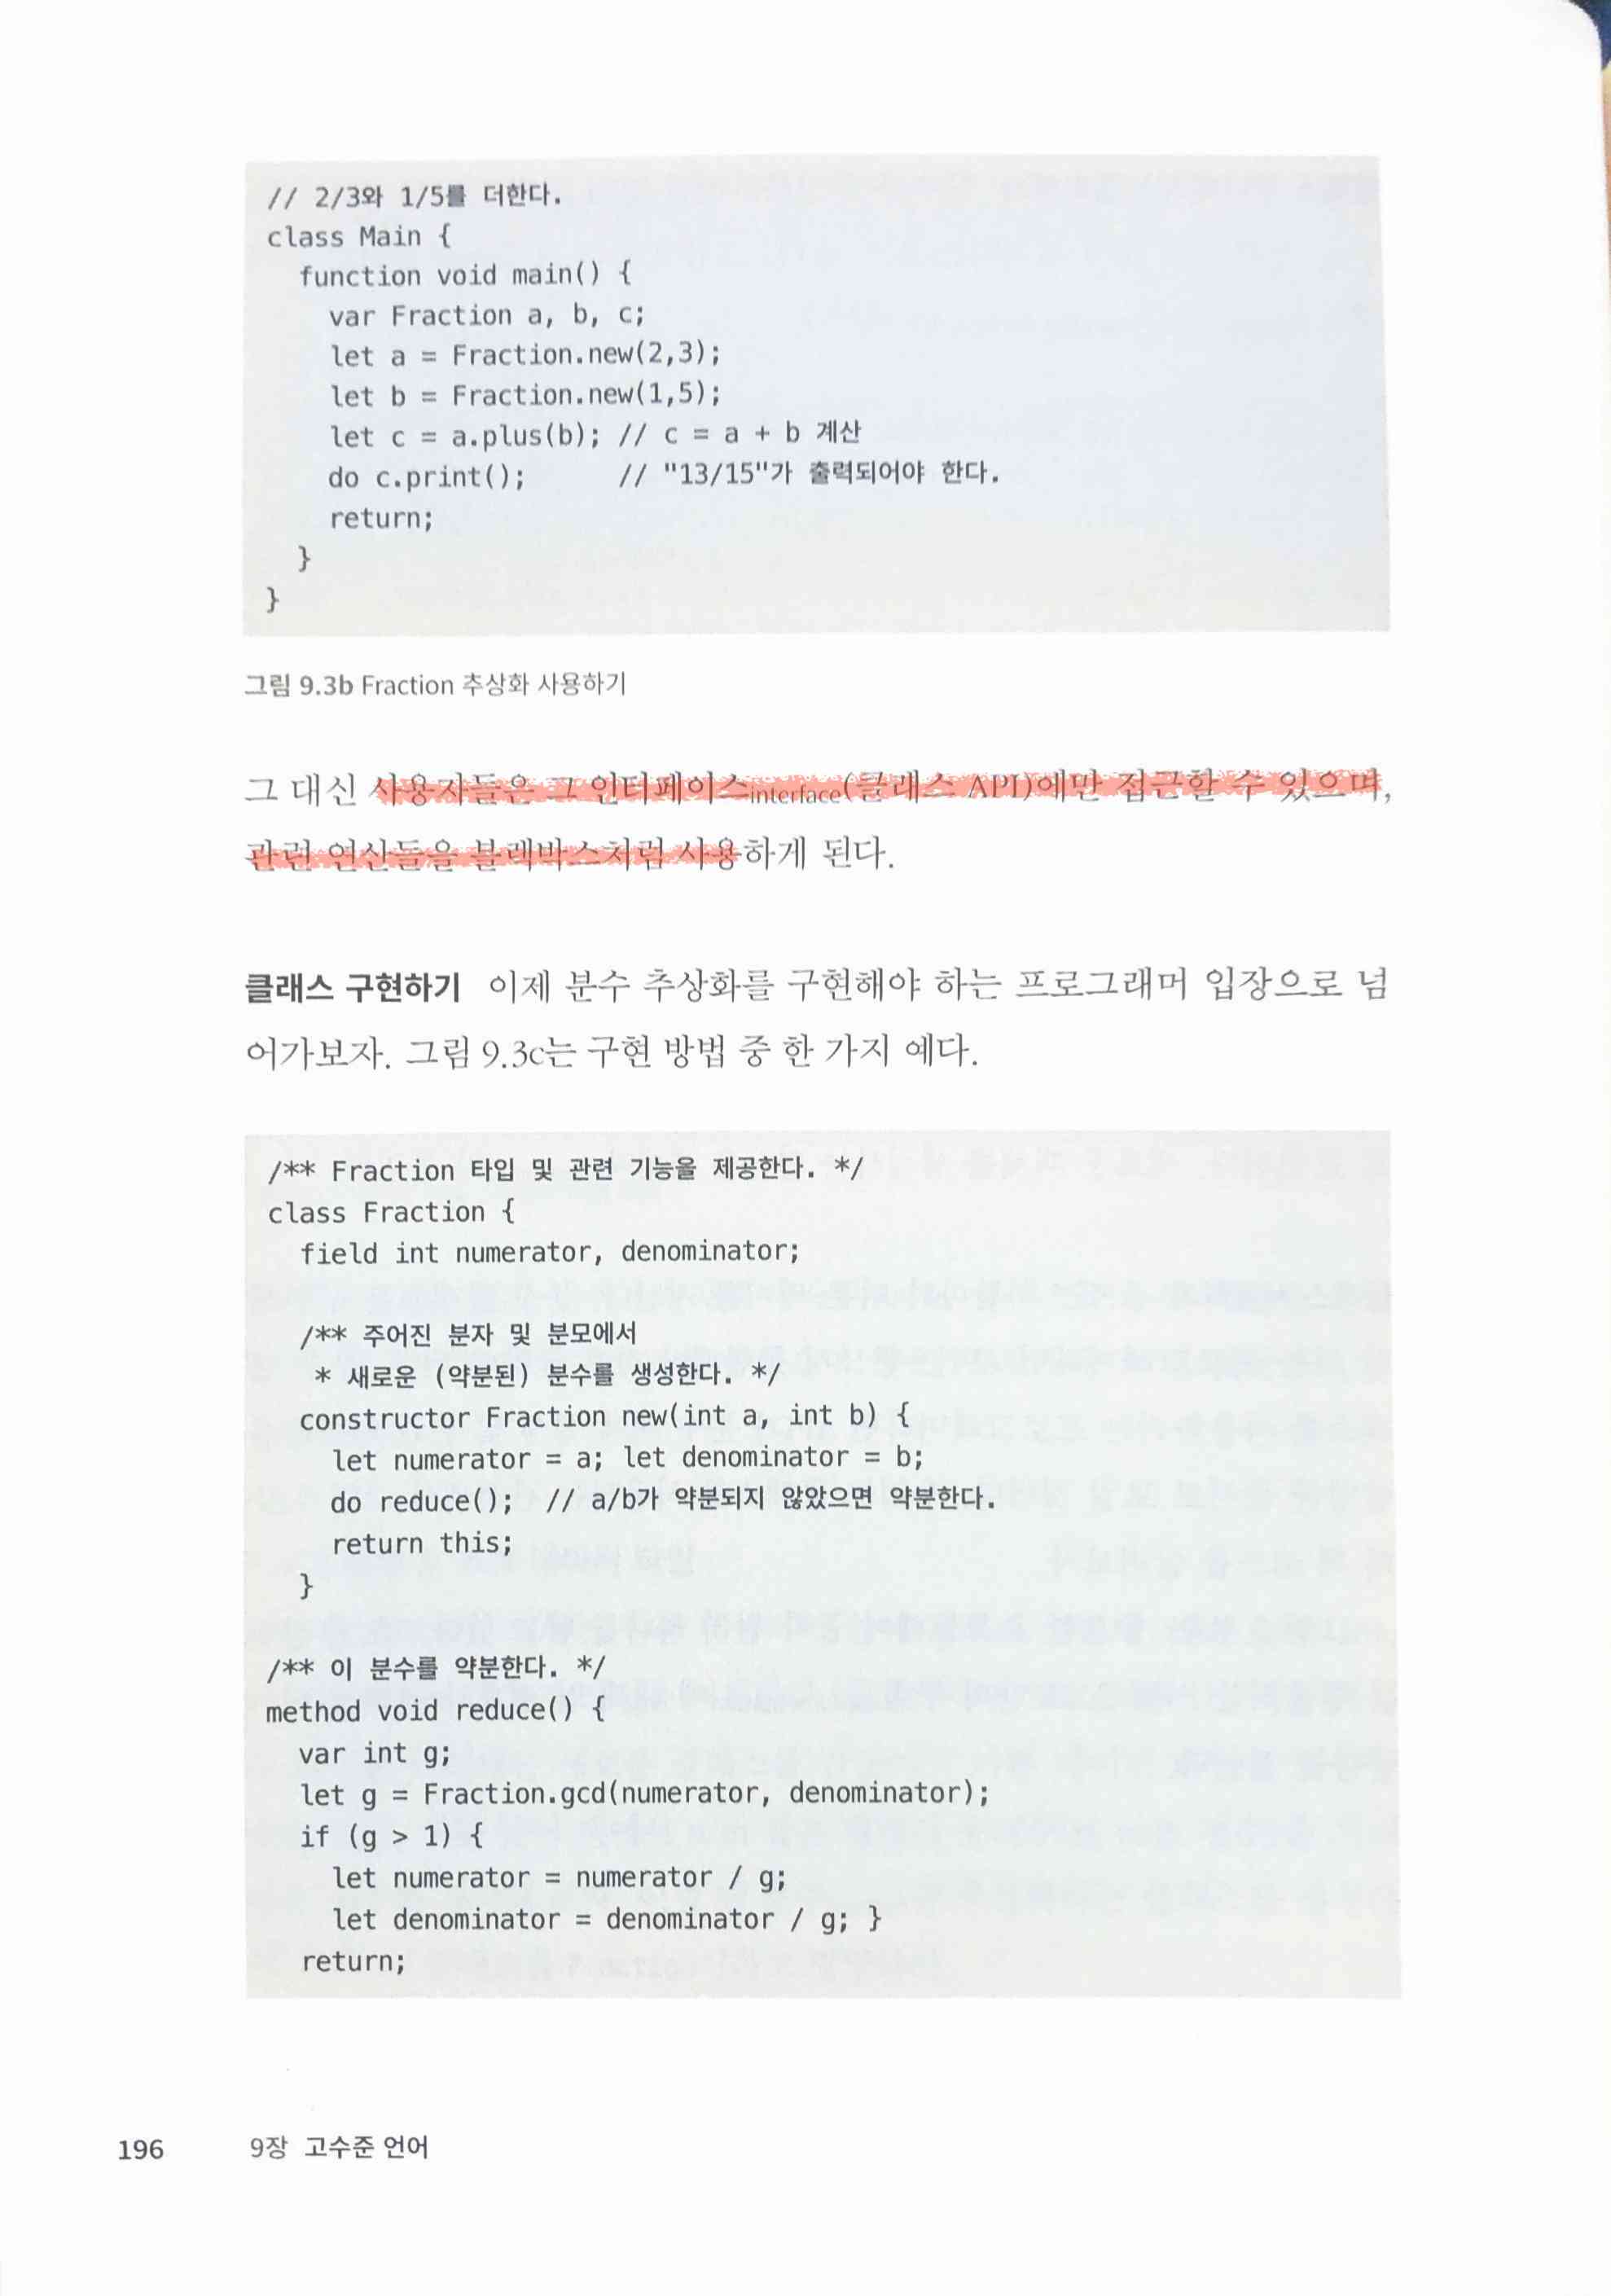 // 2/3와 1/5를 더한다.
class Main {
  function void main() {
    var Fraction a, b, c;
    let a = Fraction.new(2,3);
    let b = Fraction.new(1,5);
    let c = a.plus(b); // c = a + b 계산
    do c.print();      // "13/15"가 출력되어야 한다.
    return;
  }
}
그림 9.3b Fraction 추상화 사용하기
그 대신 사용자들은 그 인터페이스interface(클래스 API)에만 접근할 수 있으며,
관련 연산들을 블랙박스처럼 사용하게 된다.
클래스 구현하기 이제 분수 추상화를 구현해야 하는 프로그래머 입장으로 넘
어가보자. 그림 9.3c는 구현 방법 중 한 가지 예다.
/** Fraction 타입 및 관련 기능을 제공한다. */
class Fraction {
  field int numerator, denominator;
  /** 주어진 분자 및 분모에서
   * 새로운 (약분된) 분수를 생성한다. */
  constructor Fraction new(int a, int b) {
    let numerator = a; let denominator = b;
    do reduce();  // a/b가 약분되지 않았으면 약분한다.
    return this;
  }
/** 이 분수를 약분한다. */
method void reduce() {
  var int g;
  let g = Fraction.gcd(numerator, denominator);
  if (g > 1) {
    let numerator = numerator / g;
    let denominator = denominator / g; }
  return;
196 9장 고수준 언어